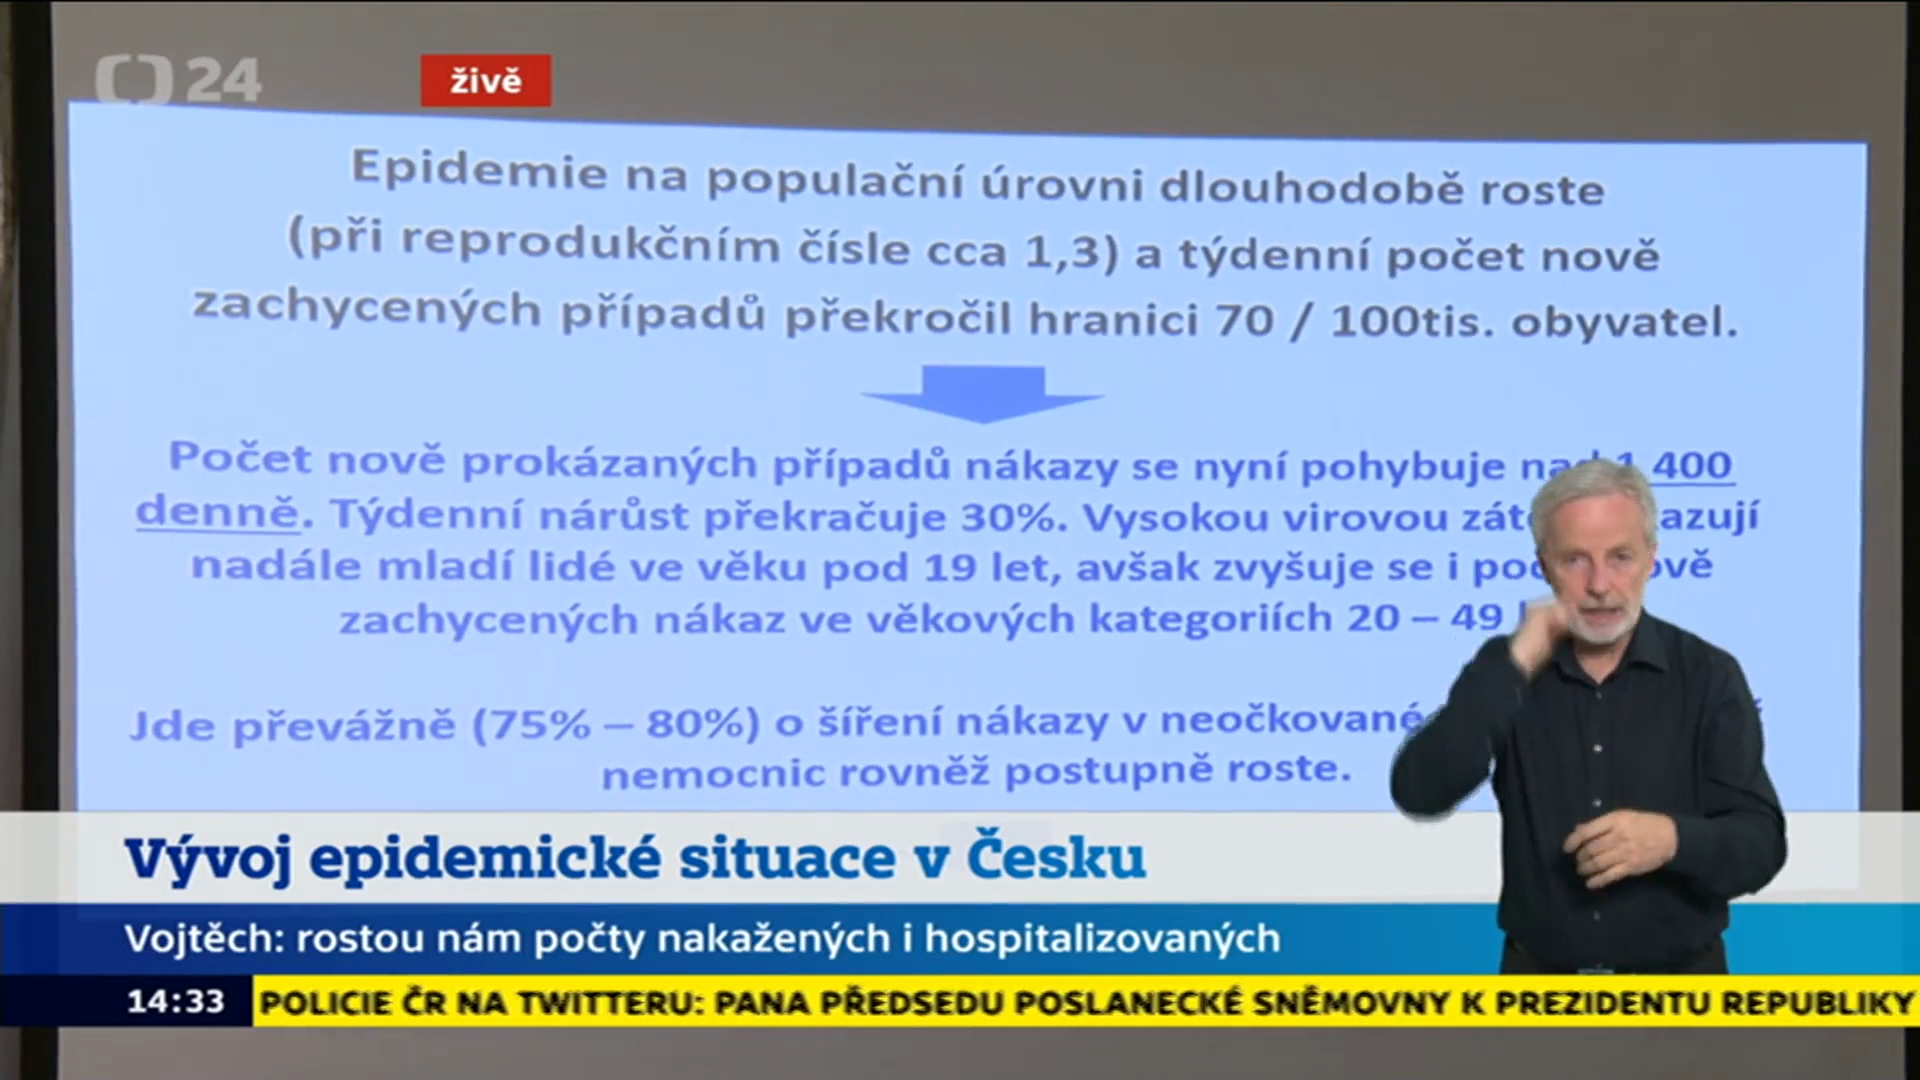 24
živě
Epidemie na populační úrovni dlouhodobě roste
(při reprodukčním čísle cca 1,3) a týdenní počet nově
zachycených případů překročil hranici 70 / 100tis. obyvatel.
Počet nově prokázaných případů nákazy se nyní pohybuje 400
denně. Týdenní nárůst překračuje 30%. Vysokou virovou
nadále mladí lidé ve věku pod 19 let, avšak zvyšuje se i
zachycených nákaz ve věkových kategoriích 20 – 49
Jde převážně (75% – 80%) o šíření nákazy v
nemocnic rovněž postupně roste.
Vývoj epidemické situace v Česku
Vojtěch: rostou nám počty nakažených i hospitalizovaných
14:33 POLICIE ČR NA TWITTERU: PANA PŘEDSEDU POSLANECKÉ SNĚMOVNY K PREZIDENTU REPUBLIKY